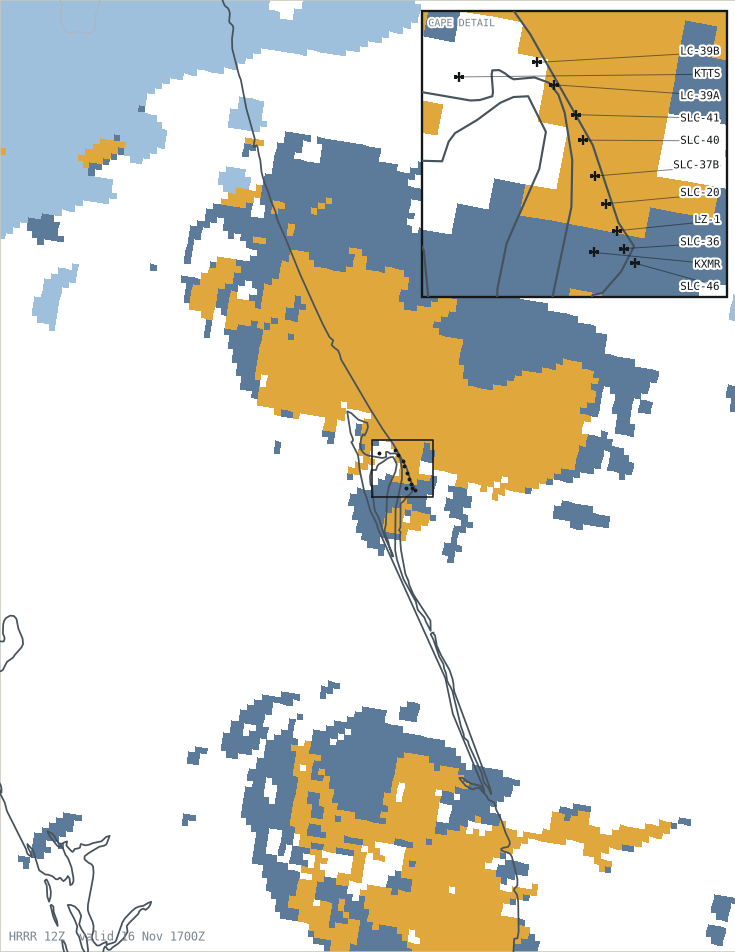 CAPE DETAIL
LC-39B
KTTS
LC-39A
SLC-41
SLC-40
SLC-37B
SLC-20
LZ-1
SLC-36
KXMR
SLC-46
HRRR 12Z  valid 16 Nov 1700Z